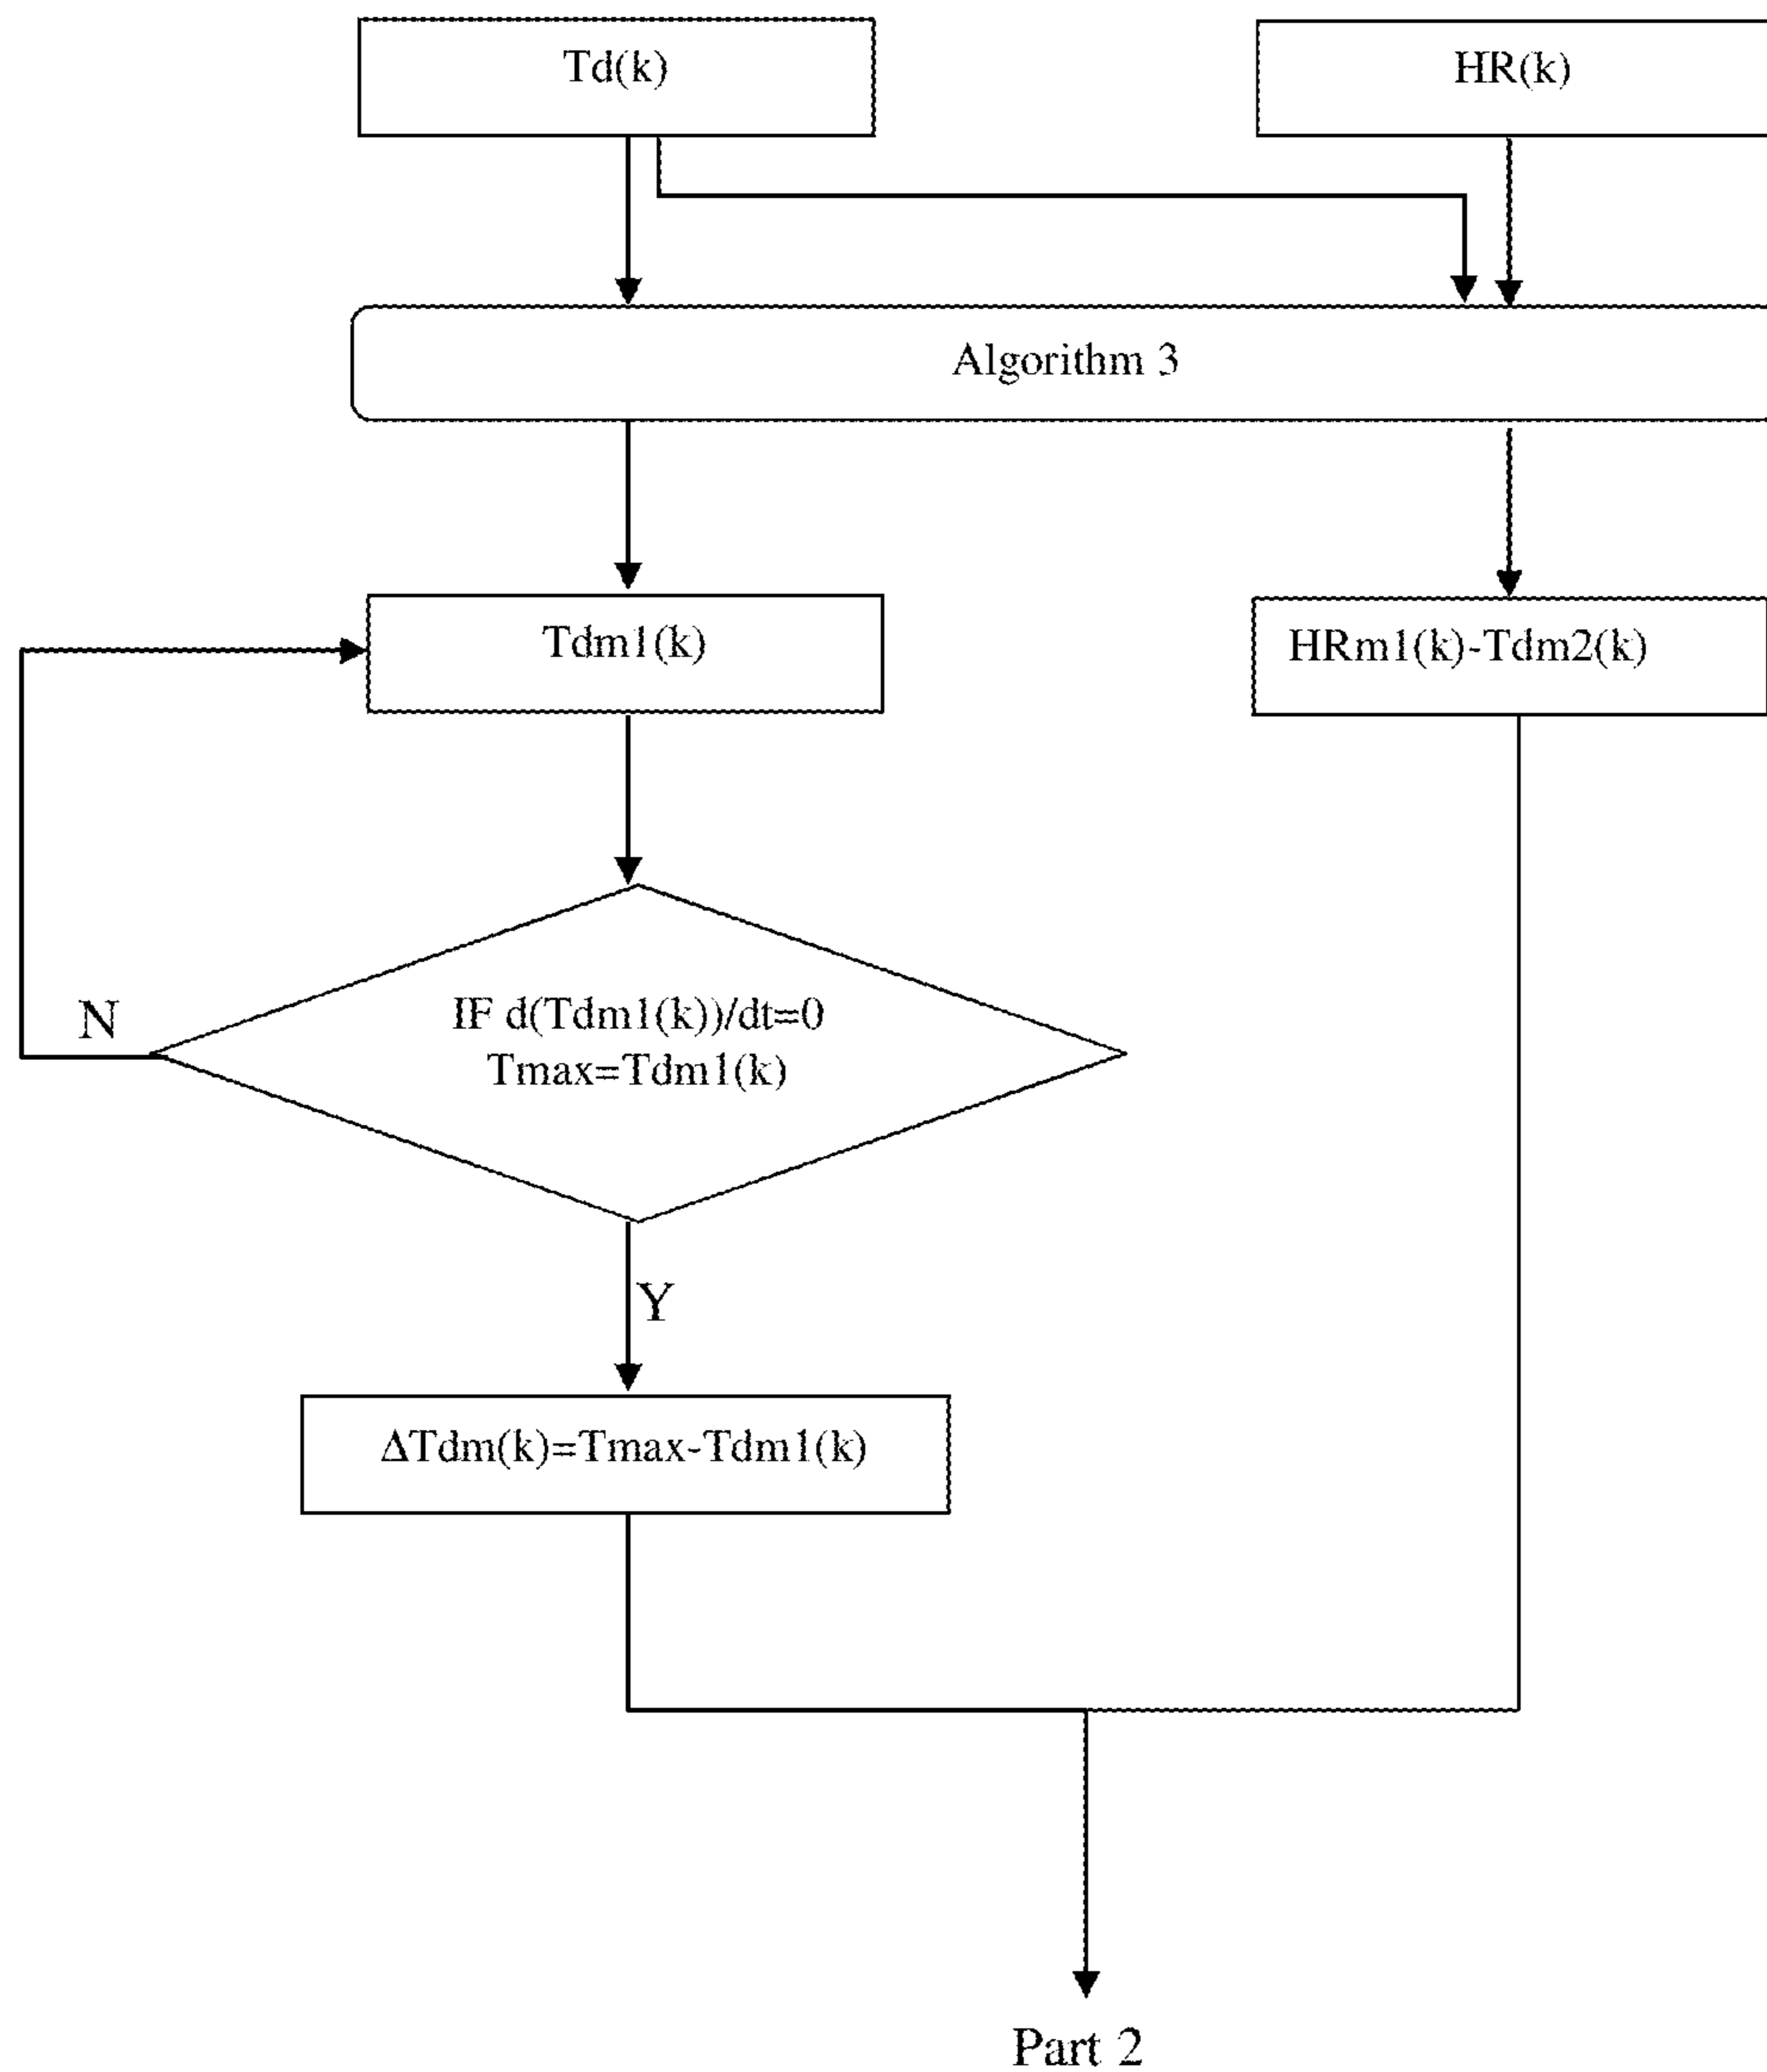 Td(k)
HR(k)
Algorithm 3
Tdm1(k)
HRm1(k)-Tdm2(k)
N
IF d(Tdm1(k))/dt=0
Tmax=Tdm1(k)
Y
ΔTdm(k)=Tmax-Tdm1(k)
Part 2